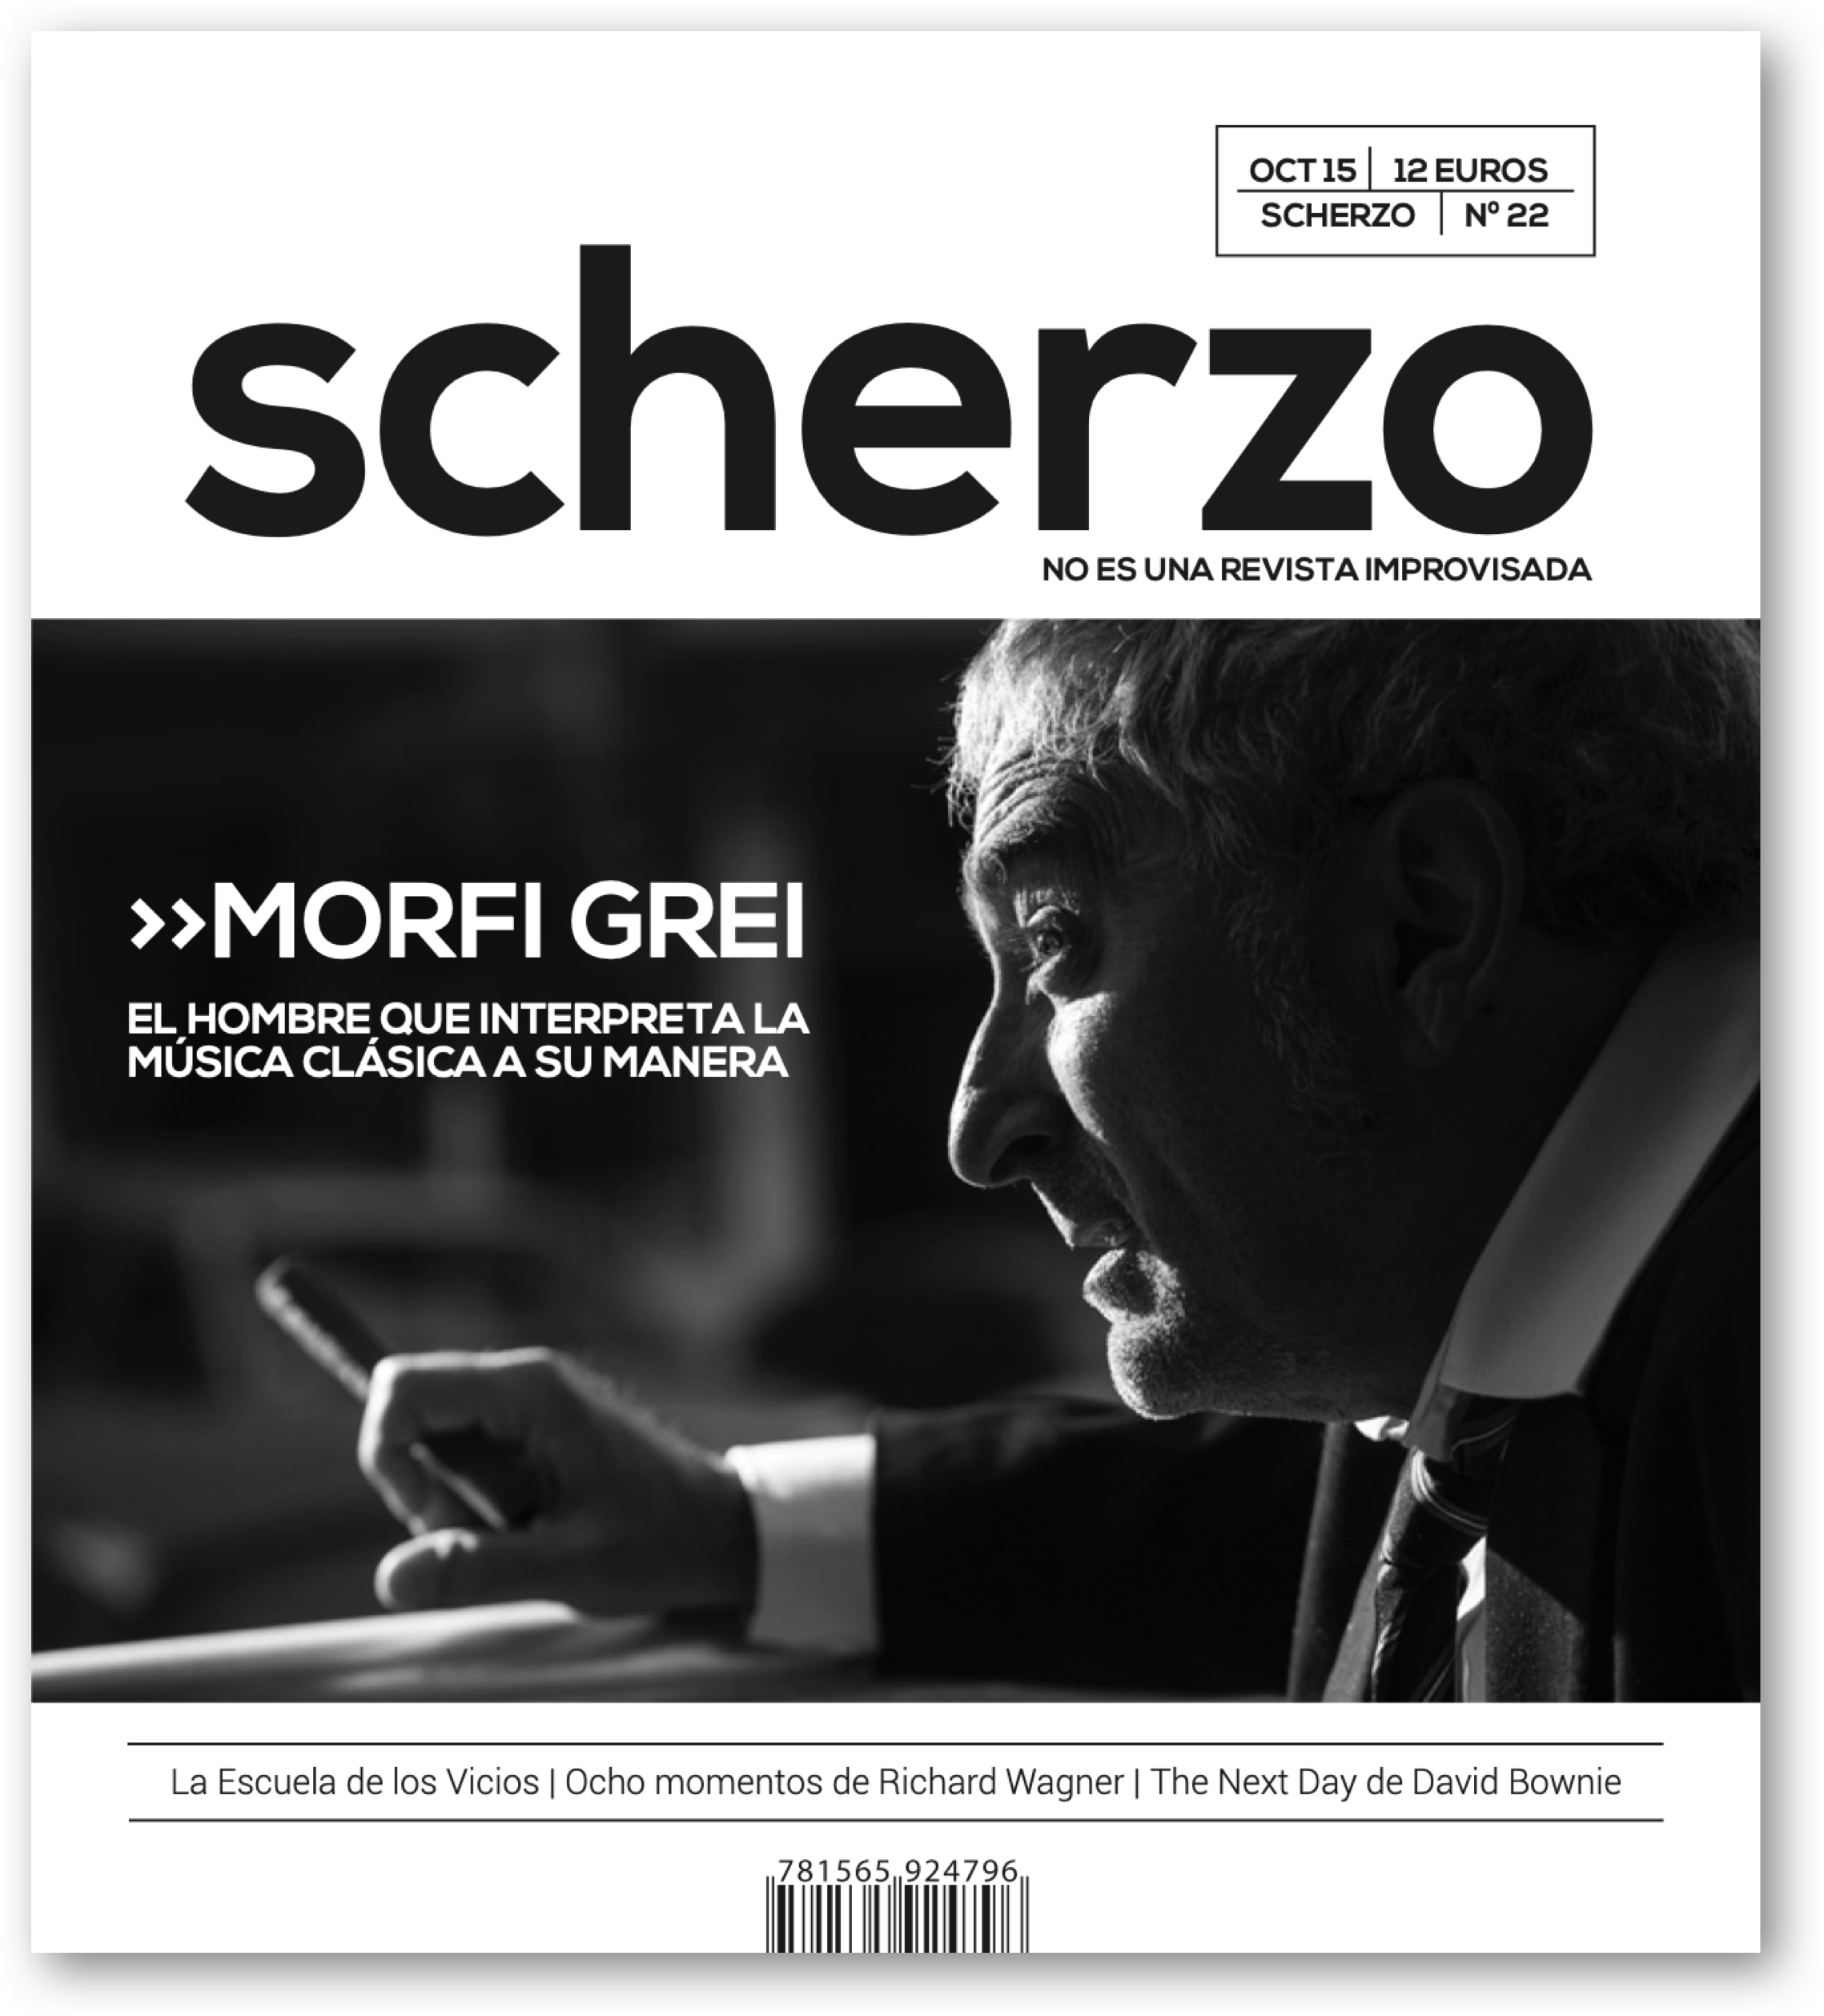 OCT 15 | 12 EUROS
SCHERZO | Nº 22
scherzo
NO ES UNA REVISTA IMPROVISADA
>>MORFI GREI
EL HOMBRE QUE INTERPRETA LA
MÚSICA CLÁSICA A SU MANERA
La Escuela de los Vicios | Ocho momentos de Richard Wagner | The Next Day de David Bownie
781565 924796